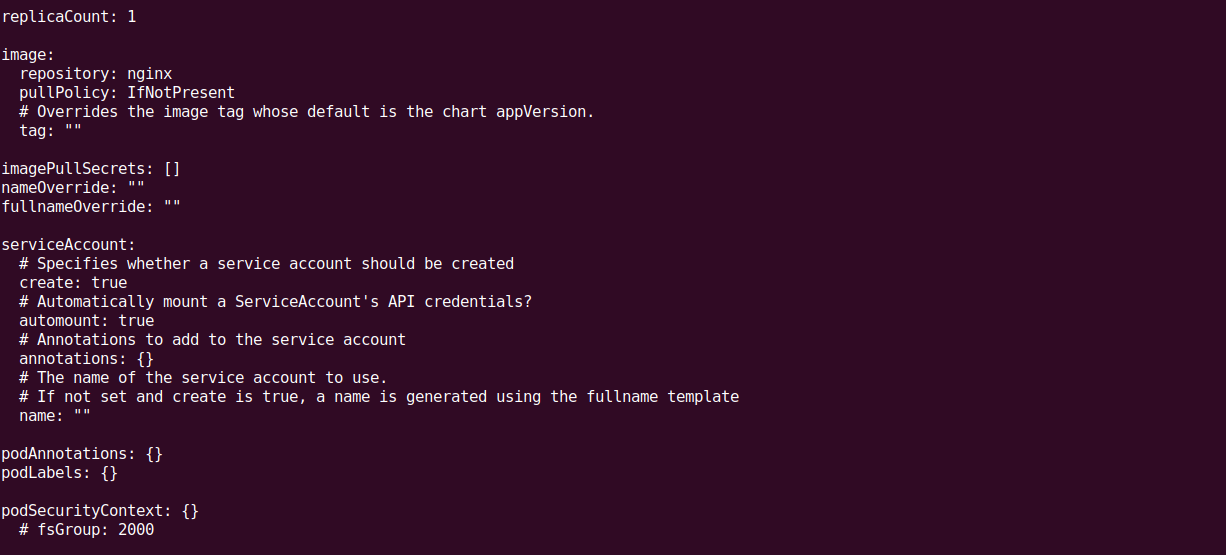 replicaCount: 1

image:
  repository: nginx
  pullPolicy: IfNotPresent
  # Overrides the image tag whose default is the chart appVersion.
  tag: ""

imagePullSecrets: []
nameOverride: ""
fullnameOverride: ""

serviceAccount:
  # Specifies whether a service account should be created
  create: true
  # Automatically mount a ServiceAccount's API credentials?
  automount: true
  # Annotations to add to the service account
  annotations: {}
  # The name of the service account to use.
  # If not set and create is true, a name is generated using the fullname template
  name: ""

podAnnotations: {}
podLabels: {}

podSecurityContext: {}
  # fsGroup: 2000